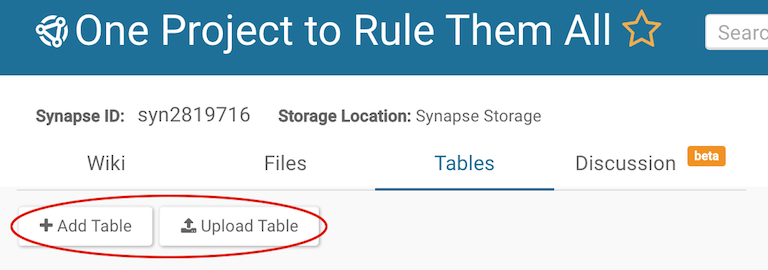 One Project to Rule Them All
Searc
Synapse ID: syn2819716 Storage Location: Synapse Storage
Wiki Files Tables Discussion beta
Add Table Upload Table